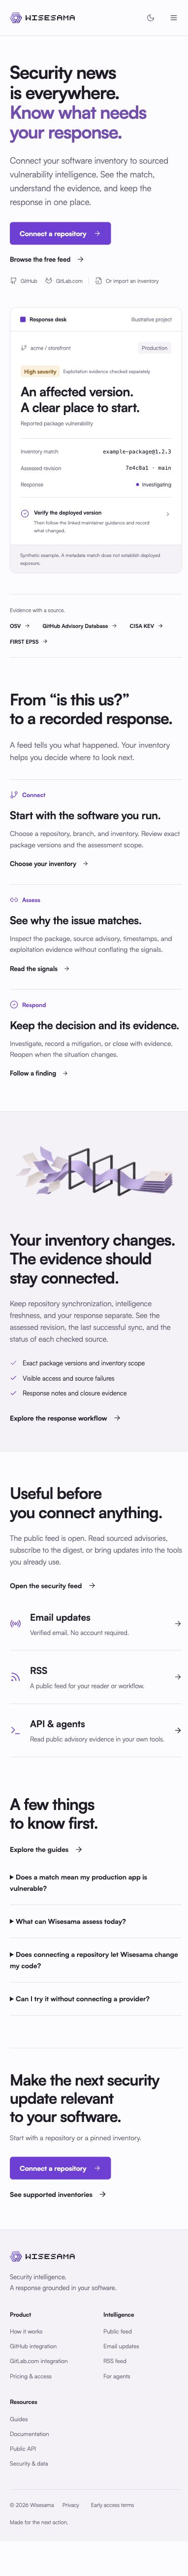 WISESAMA
Security news
is everywhere.
Know what needs
your response.
Connect your software inventory to sourced
vulnerability intelligence. See the match,
understand the evidence, and keep the
response in one place.
Connect a repository
Browse the free feed
GitHub GitLab.com Or import an inventory
Response desk Illustrative project
acme / storefront Production
High severity Exploitation evidence checked separately
An affected version.
A clear place to start.
Reported package vulnerability
Inventory match example-package@1.2.3
Assessed revision 7e4c8a1 · main
Response Investigating
Verify the deployed version
Then follow the linked maintainer guidance and record
what changed.
Synthetic example. A metadata match does not establish deployed
exposure.
Evidence with a source.
OSV GitHub Advisory Database CISA KEV
FIRST EPSS
From “is this us?”
to a recorded response.
A feed tells you what happened. Your inventory
helps you decide where to look next.
Connect
Start with the software you run.
Choose a repository, branch, and inventory. Review exact
package versions and the assessment scope.
Choose your inventory
Assess
See why the issue matches.
Inspect the package, source advisory, timestamps, and
exploitation evidence without conflating the signals.
Read the signals
Respond
Keep the decision and its evidence.
Investigate, record a mitigation, or close with evidence.
Reopen when the situation changes.
Follow a finding
Your inventory changes.
The evidence should
stay connected.
Keep repository synchronization, intelligence
freshness, and your response separate. See the
assessed revision, the last successful sync, and the
status of each checked source.
Exact package versions and inventory scope
Visible access and source failures
Response notes and closure evidence
Explore the response workflow
Useful before
you connect anything.
The public feed is open. Read sourced advisories,
subscribe to the digest, or bring updates into the tools
you already use.
Open the security feed
Email updates
Verified email. No account required.
RSS
A public feed for your reader or workflow.
API & agents
Read public advisory evidence in your own tools.
A few things
to know first.
Explore the guides
Does a match mean my production app is
vulnerable?
What can Wisesama assess today?
Does connecting a repository let Wisesama change
my code?
Can I try it without connecting a provider?
Make the next security
update relevant
to your software.
Start with a repository or a pinned inventory.
Connect a repository
See supported inventories
WISESAMA
Security intelligence.
A response grounded in your software.
Product Intelligence
How it works Public feed
GitHub integration Email updates
GitLab.com integration RSS feed
Pricing & access For agents
Resources
Guides
Documentation
Public API
Security & data
© 2026 Wisesama Privacy Early access terms
Made for the next action.